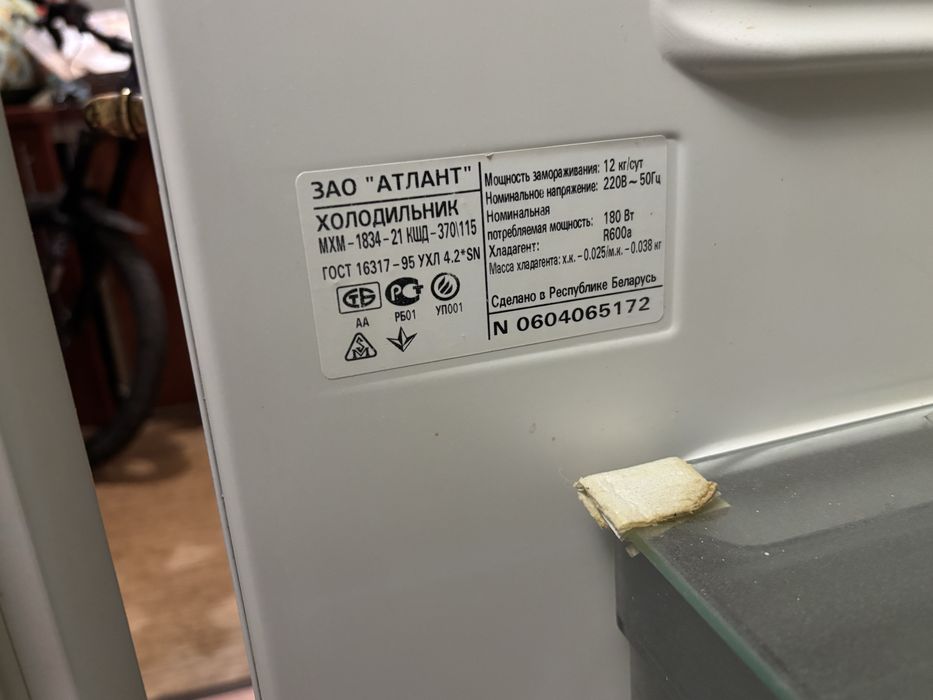 ЗАО "АТЛАНТ"
ХОЛОДИЛЬНИК
МХМ-1834-21 КШД-370\115
ГОСТ 16317-95 УХЛ 4.2*SN
СТБ
РСТ
АА
РБ01
УП001
Мощность замораживания: 12 кг/сут
Номинальное напряжение: 220В ~ 50Гц
Номинальная
потребляемая мощность: 180 Вт
Хладагент: R600a
Масса хладагента: х.к. - 0.025/м.к. - 0.038 кг
Сделано в Республике Беларусь
N 0604065172